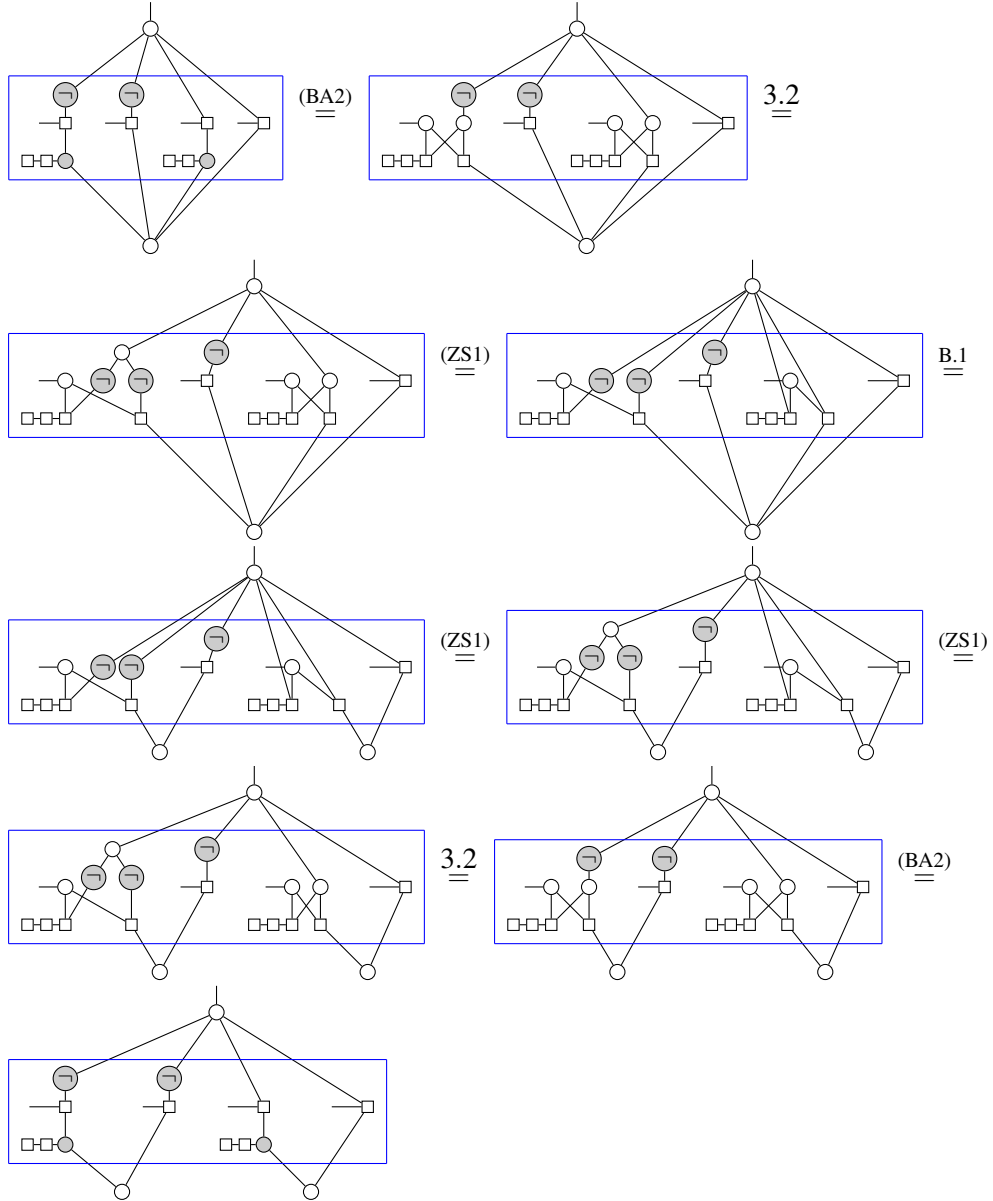 ¬ ¬ (BA2) = ¬ ¬ 3.2 =
¬ ¬ ¬ (ZS1) = ¬ ¬ ¬ B.1 =
¬ ¬ ¬ (ZS1) = ¬ ¬ ¬ (ZS1) =
¬ ¬ ¬ 3.2 = ¬ ¬ (BA2) =
¬ ¬